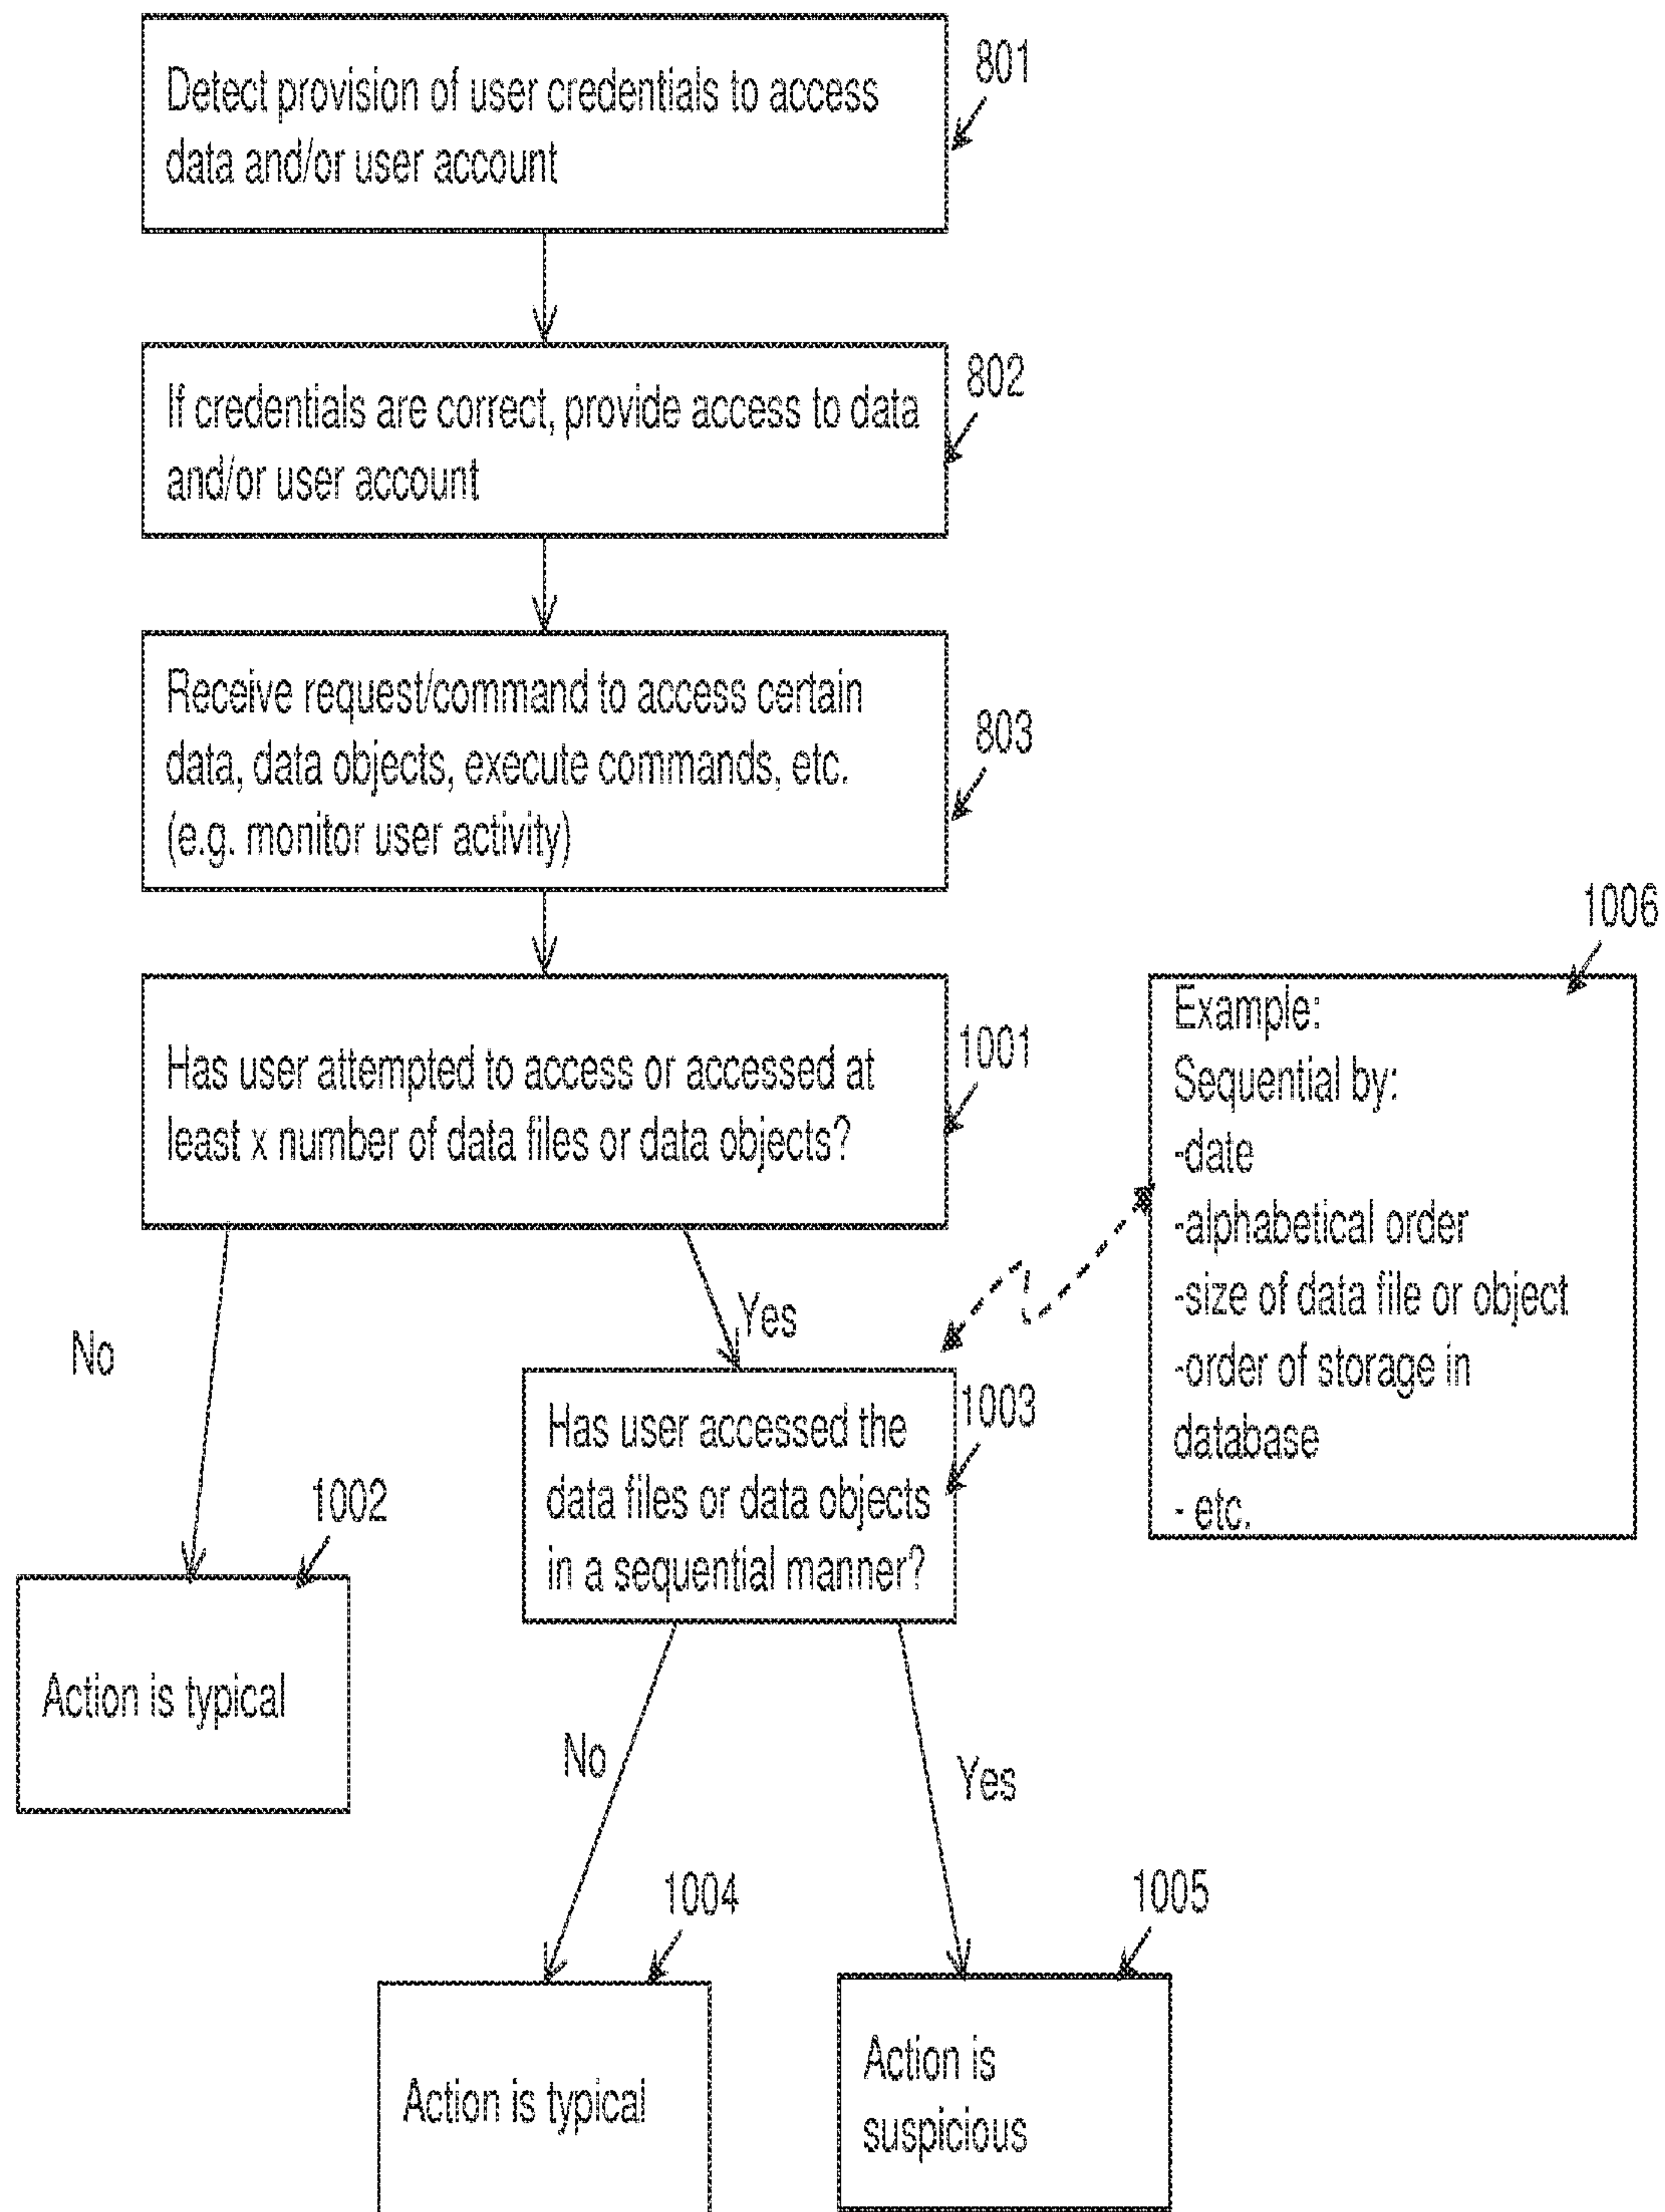 Detect provision of user credentials to access
data and/or user account
801
If credentials are correct, provide access to data
and/or user account
802
Receive request/command to access certain
data, data objects, execute commands, etc.
(e.g. monitor user activity)
803
Has user attempted to access or accessed at
least x number of data files or data objects?
1001
1006
Example:
Sequential by:
-date
-alphabetical order
-size of data file or object
-order of storage in
database
- etc.
No
Yes
Has user accessed the
data files or data objects
in a sequential manner?
1003
1002
Action is typical
No
Yes
1004
Action is typical
1005
Action is
suspicious